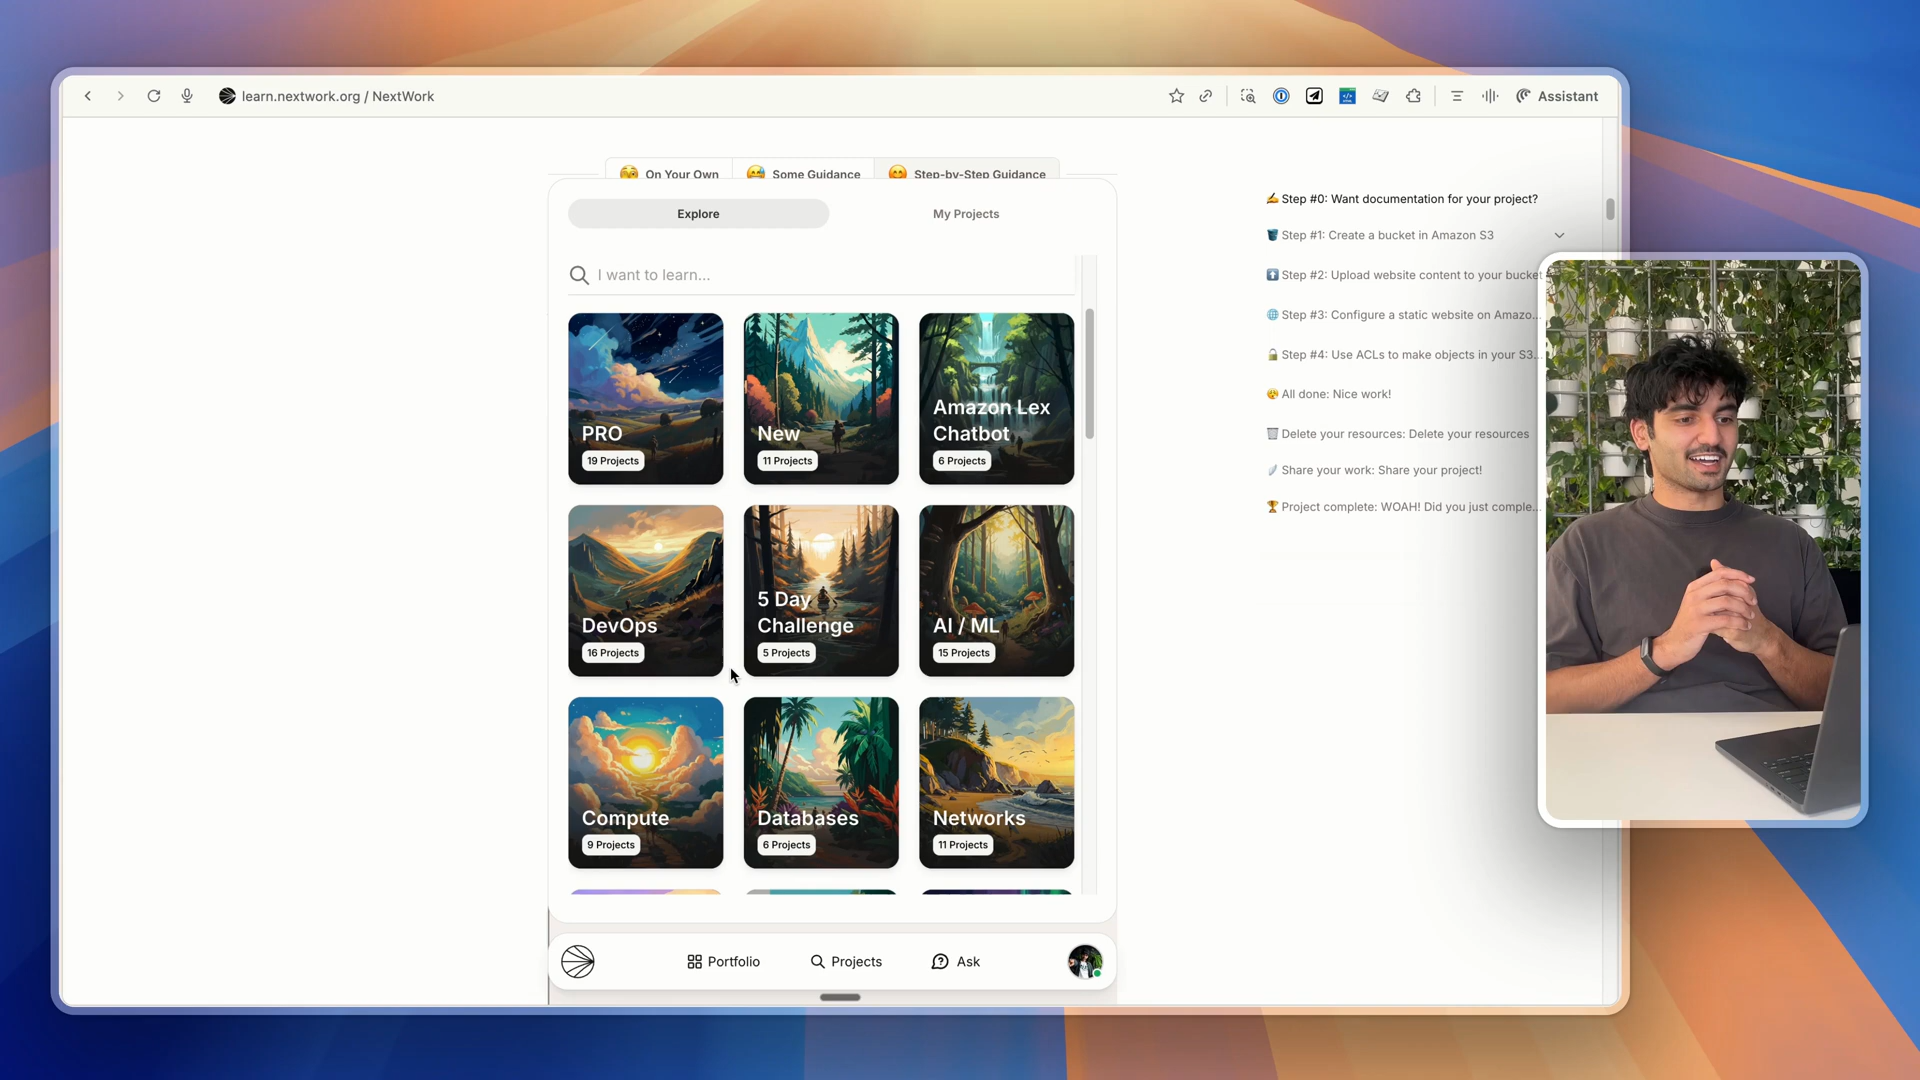 learn.nextwork.org / NextWork
Assistant
On Your Own
Some Guidance
Step-by-Step Guidance
Explore
My Projects
I want to learn...
PRO
19 Projects
New
11 Projects
Amazon Lex
Chatbot
6 Projects
DevOps
16 Projects
5 Day
Challenge
5 Projects
AI / ML
15 Projects
Compute
9 Projects
Databases
6 Projects
Networks
11 Projects
Portfolio
Projects
Ask
Step #0: Want documentation for your project?
Step #1: Create a bucket in Amazon S3
Step #2: Upload website content to your bucket
Step #3: Configure a static website on Amazo...
Step #4: Use ACLs to make objects in your S3...
All done: Nice work!
Delete your resources: Delete your resources
Share your work: Share your project!
Project complete: WOAH! Did you just comple...